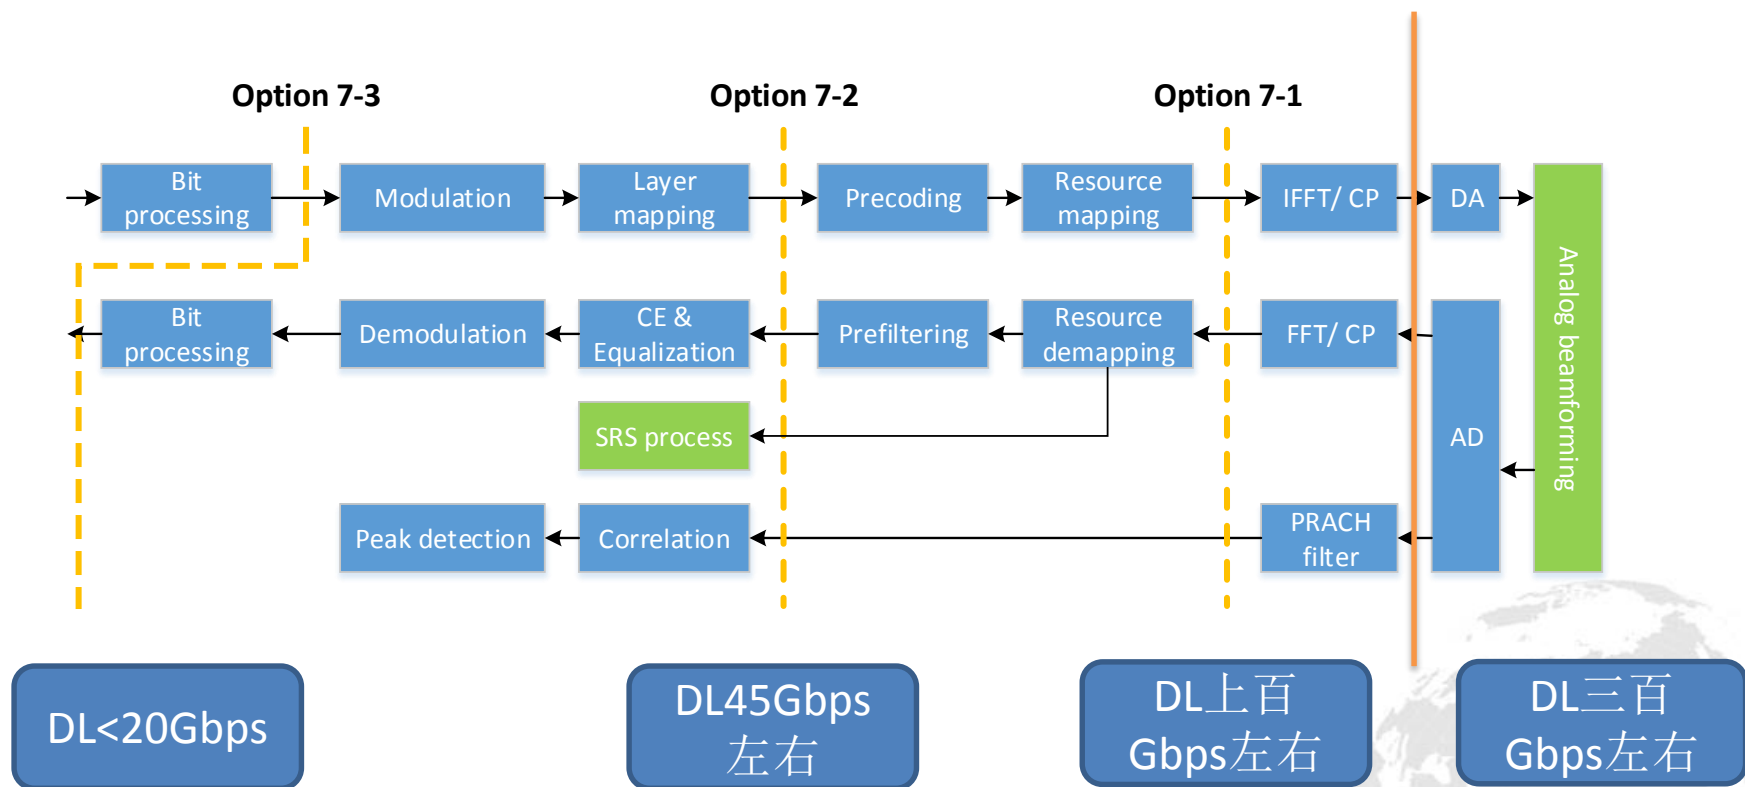 Option 7-3
Option 7-2
Option 7-1
Bit
processing
Modulation
Layer
mapping
Precoding
Resource
mapping
IFFT/ CP
DA
Analog beamforming
Bit
processing
Demodulation
CE &
Equalization
Prefiltering
Resource
demapping
FFT/ CP
AD
SRS process
Peak detection
Correlation
PRACH
filter
DL<20Gbps
DL45Gbps
左右
DL上百
Gbps左右
DL三百
Gbps左右